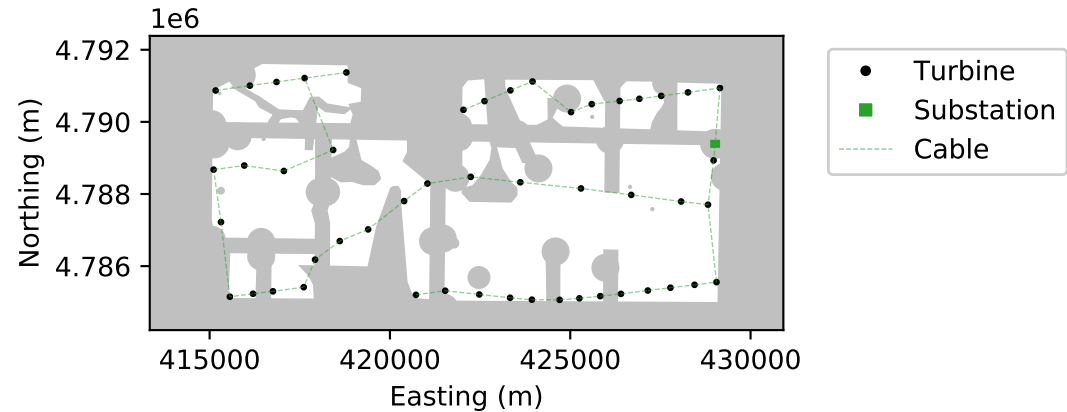 1e6
4.792
4.790
4.788
4.786
Northing (m)
415000 420000 425000 430000
Easting (m)
Turbine
Substation
Cable